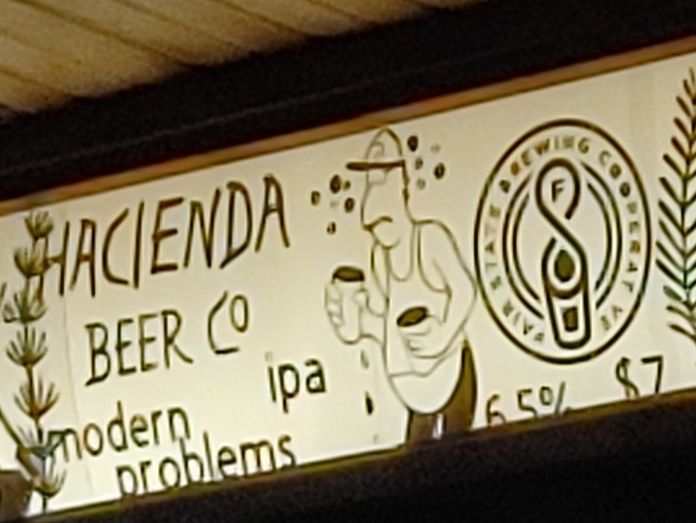 HACIENDA
BEER CO
ipa
modern
problems
FAIR STATE BREWING COOPERATIVE
F
6.5% $7